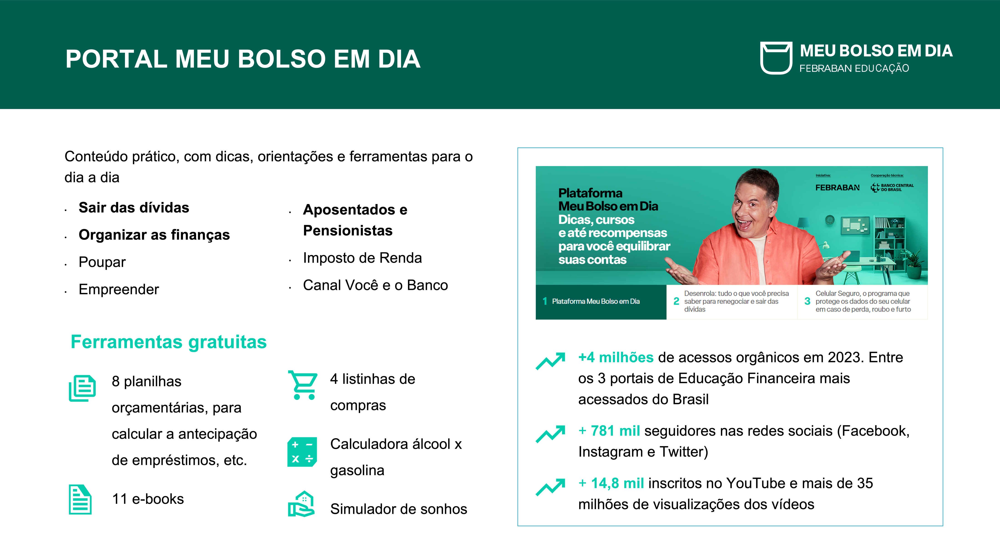 PORTAL MEU BOLSO EM DIA
MEU BOLSO EM DIA
FEBRABAN EDUCAÇÃO
Conteúdo prático, com dicas, orientações e ferramentas para o
dia a dia
· Sair das dívidas
· Organizar as finanças
· Poupar
· Empreender
· Aposentados e
Pensionistas
· Imposto de Renda
· Canal Você e o Banco
Ferramentas gratuitas
8 planilhas
orçamentárias, para
calcular a antecipação
de empréstimos, etc.
11 e-books
4 listinhas de
compras
+ −
x ÷
Calculadora álcool x
gasolina
Simulador de sonhos
Plataforma
Meu Bolso em Dia
Dicas, cursos
e até recompensas
para você equilibrar
suas contas
Iniciativa:
FEBRABAN
Cooperação técnica:
BANCO CENTRAL
DO BRASIL
1 Plataforma Meu Bolso em Dia
2 Desenrola: tudo o que você precisa
saber para renegociar e sair das
dívidas
3 Celular Seguro, o programa que
protege os dados do seu celular
em caso de perda, roubo e furto
+4 milhões de acessos orgânicos em 2023. Entre
os 3 portais de Educação Financeira mais
acessados do Brasil
+ 781 mil seguidores nas redes sociais (Facebook,
Instagram e Twitter)
+ 14,8 mil inscritos no YouTube e mais de 35
milhões de visualizações dos vídeos